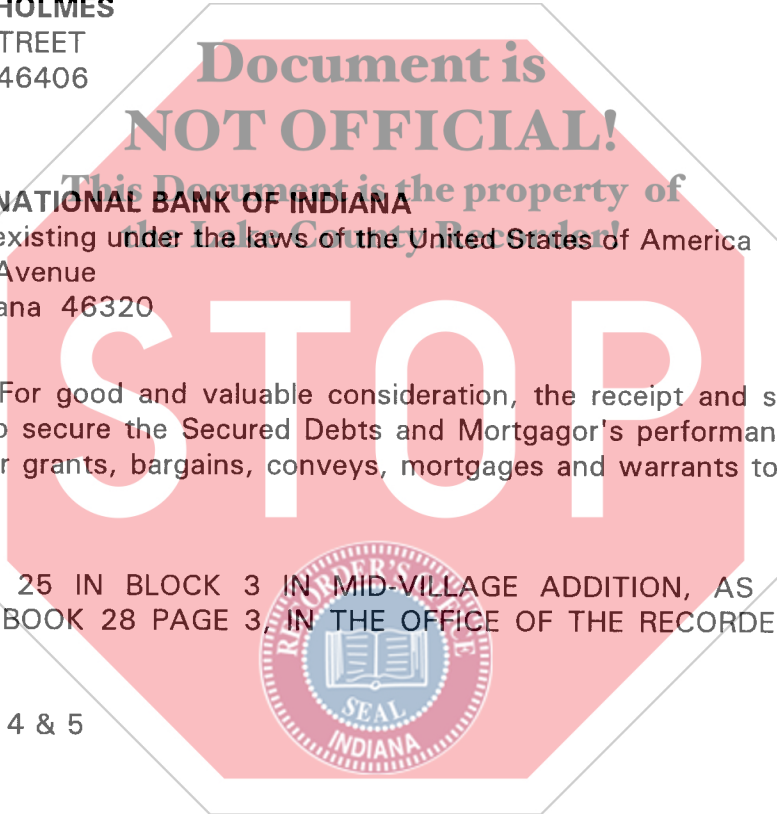 HOLMES
TREET
46406
Document is
NOT OFFICIAL!
This Document is the property of
the Lake County Recorder!
NATIONAL BANK OF INDIANA
existing under the laws of the United States of America
Avenue
ana 46320
STOP
For good and valuable consideration, the receipt and s
o secure the Secured Debts and Mortgagor's performan
r grants, bargains, conveys, mortgages and warrants to
25 IN BLOCK 3 IN MID-VILLAGE ADDITION, AS
BOOK 28 PAGE 3, IN THE OFFICE OF THE RECORDE
RECORDER'S OFFICE
SEAL
INDIANA
4 & 5